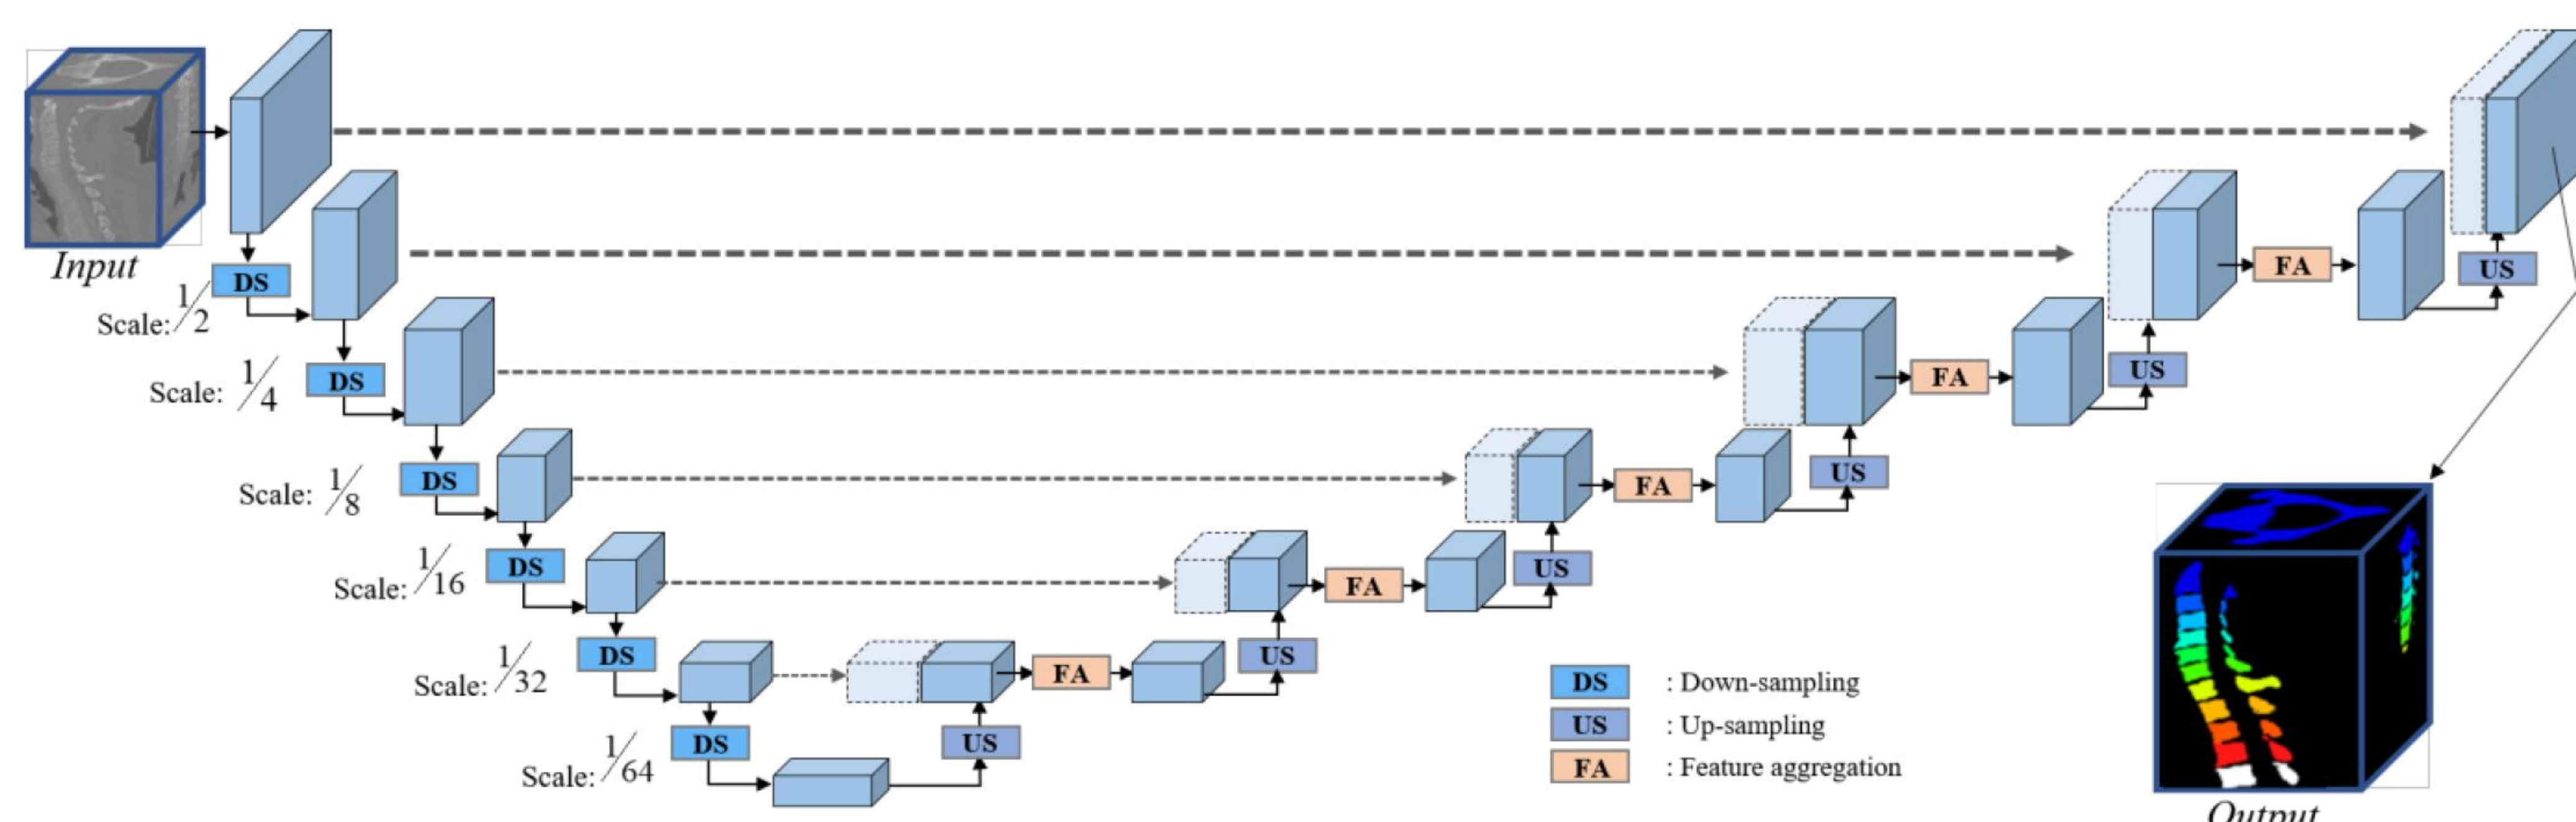 Input
DS
Scale: 1/2
DS
Scale: 1/4
DS
Scale: 1/8
DS
Scale: 1/16
DS
Scale: 1/32
DS
Scale: 1/64
US
FA
US
FA
US
FA
US
FA
US
FA
US
DS : Down-sampling
US : Up-sampling
FA : Feature aggregation
Output